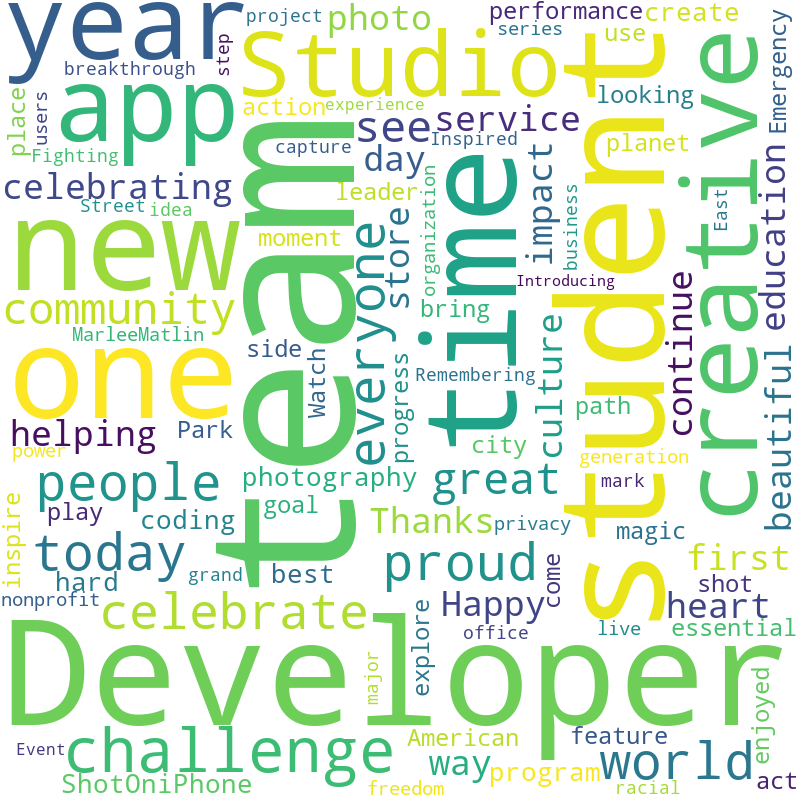 year
breakthrough
step
project
photo
performance
series
create
use
Emergency
place
users
app
Studio
action
experience
student
creative
looking
planet
Fighting
capture
see
service
Inspired
day
celebrating
Street
idea
leader
team
time
impact
business
East
education
new
moment
everyone
store
organization
Introducing
community
MarleeMatlin
bring
culture
continue
beautiful
one
side
Watch
progress
Remembering
path
helping
Park
power
city
generation
people
photography
great
mark
goal
play
coding
Thanks
privacy
magic
inspire
today
hard
grand
best
proud
come
first
shot
nonprofit
celebrate
Happy
heart
explore
office
live
essential
Developer
major
enjoyed
Event
challenge
American
feature
way
world
program
act
ShotOniPhone
freedom
racial